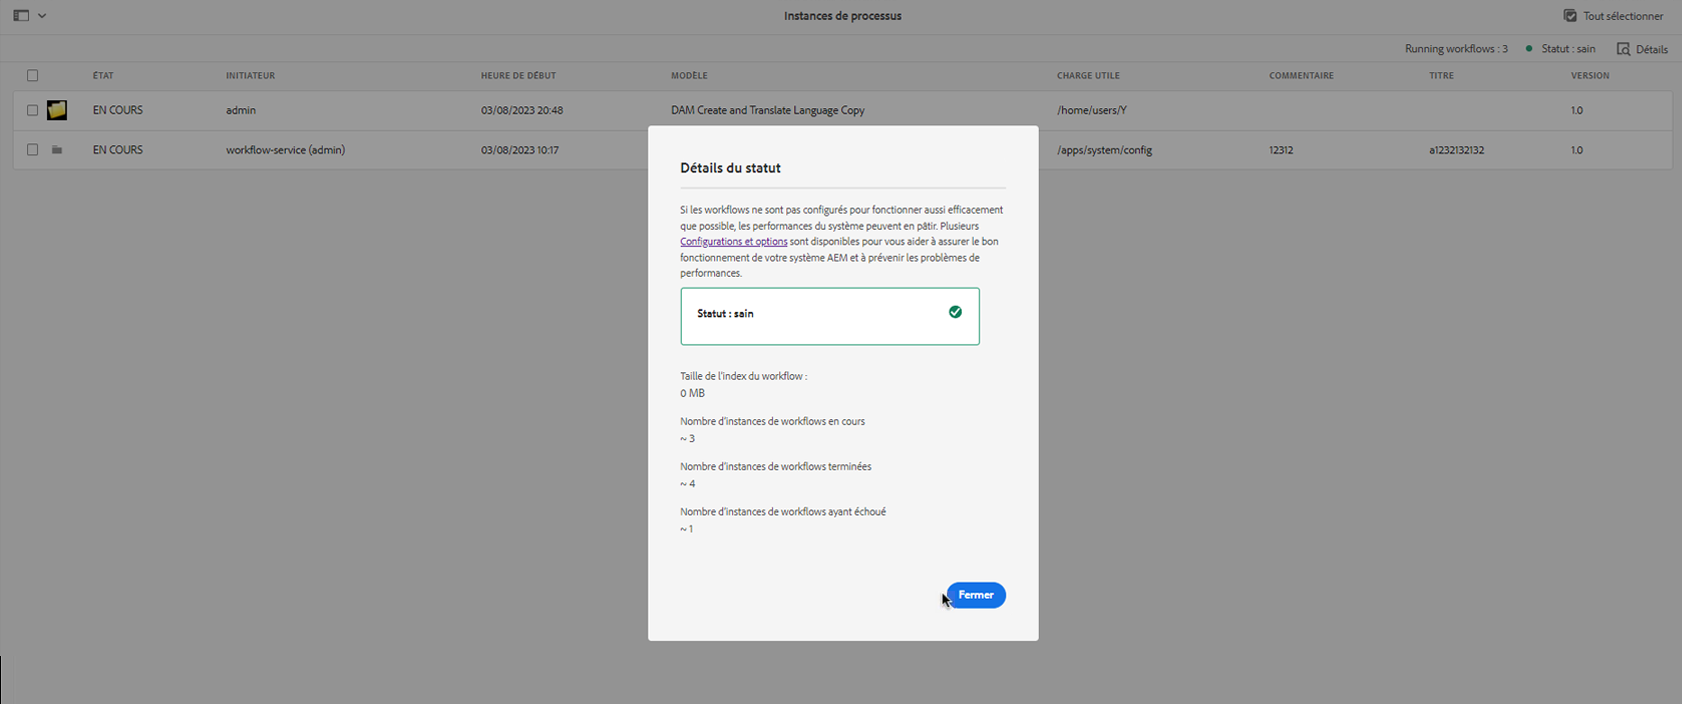 Instances de processus
Tout sélectionner
Running workflows : 3
Statut : sain
Détails
ÉTAT
INITIATEUR
HEURE DE DÉBUT
MODÈLE
CHARGE UTILE
COMMENTAIRE
TITRE
VERSION
EN COURS
admin
03/08/2023 20:48
DAM Create and Translate Language Copy
/home/users/Y
1.0
EN COURS
workflow-service (admin)
03/08/2023 10:17
/apps/system/config
12312
a1232132132
1.0
Détails du statut
Si les workflows ne sont pas configurés pour fonctionner aussi efficacement
que possible, les performances du système peuvent en pâtir. Plusieurs
Configurations et options sont disponibles pour vous aider à assurer le bon
fonctionnement de votre système AEM et à prévenir les problèmes de
performances.
Statut : sain
Taille de l'index du workflow :
0 MB
Nombre d'instances de workflows en cours
~ 3
Nombre d'instances de workflows terminées
~ 4
Nombre d'instances de workflows ayant échoué
~ 1
Fermer